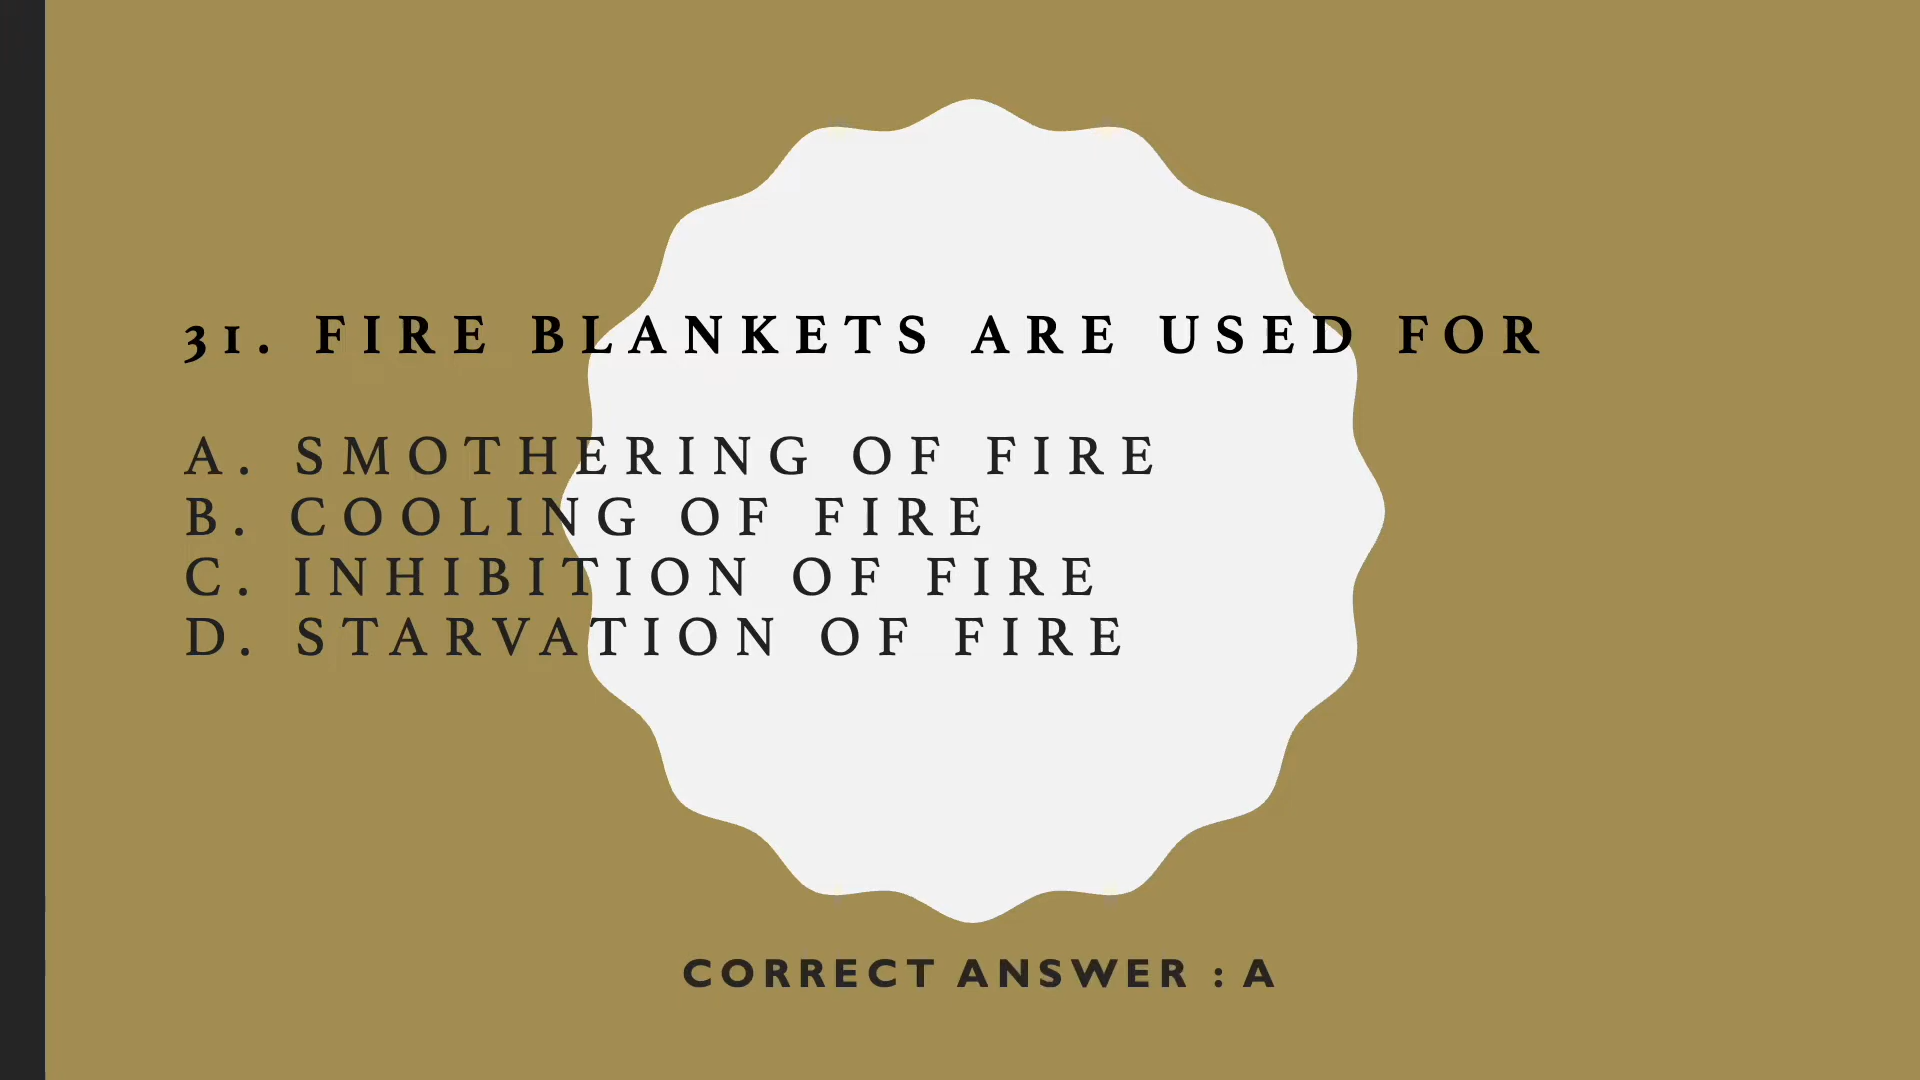 31. FIRE BLANKETS ARE USED FOR
A. SMOTHERING OF FIRE
B. COOLING OF FIRE
C. INHIBITION OF FIRE
D. STARVATION OF FIRE
CORRECT ANSWER : A